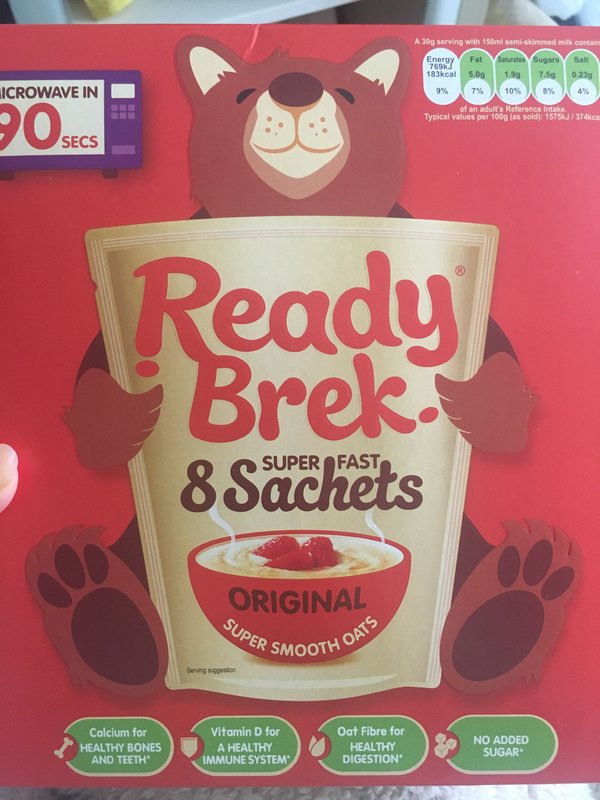 A 30g serving with 150ml semi-skimmed milk
Energy
769kJ
183kcal
9%
Fat
5.0g
7%
Saturates
1.9g
10%
Sugars
7.5g
8%
Salt
0.23g
4%
of an adult's Reference Intake.
Typical values per 100g (as sold): 1575kJ / 374kca
ICROWAVE IN
90 SECS
Ready
Brek.
®
SUPER FAST
8 Sachets
ORIGINAL
SUPER SMOOTH OATS
Serving suggestion
Calcium for
HEALTHY BONES
AND TEETH*
Vitamin D for
A HEALTHY
IMMUNE SYSTEM*
Oat Fibre for
HEALTHY
DIGESTION*
NO ADDED
SUGAR*